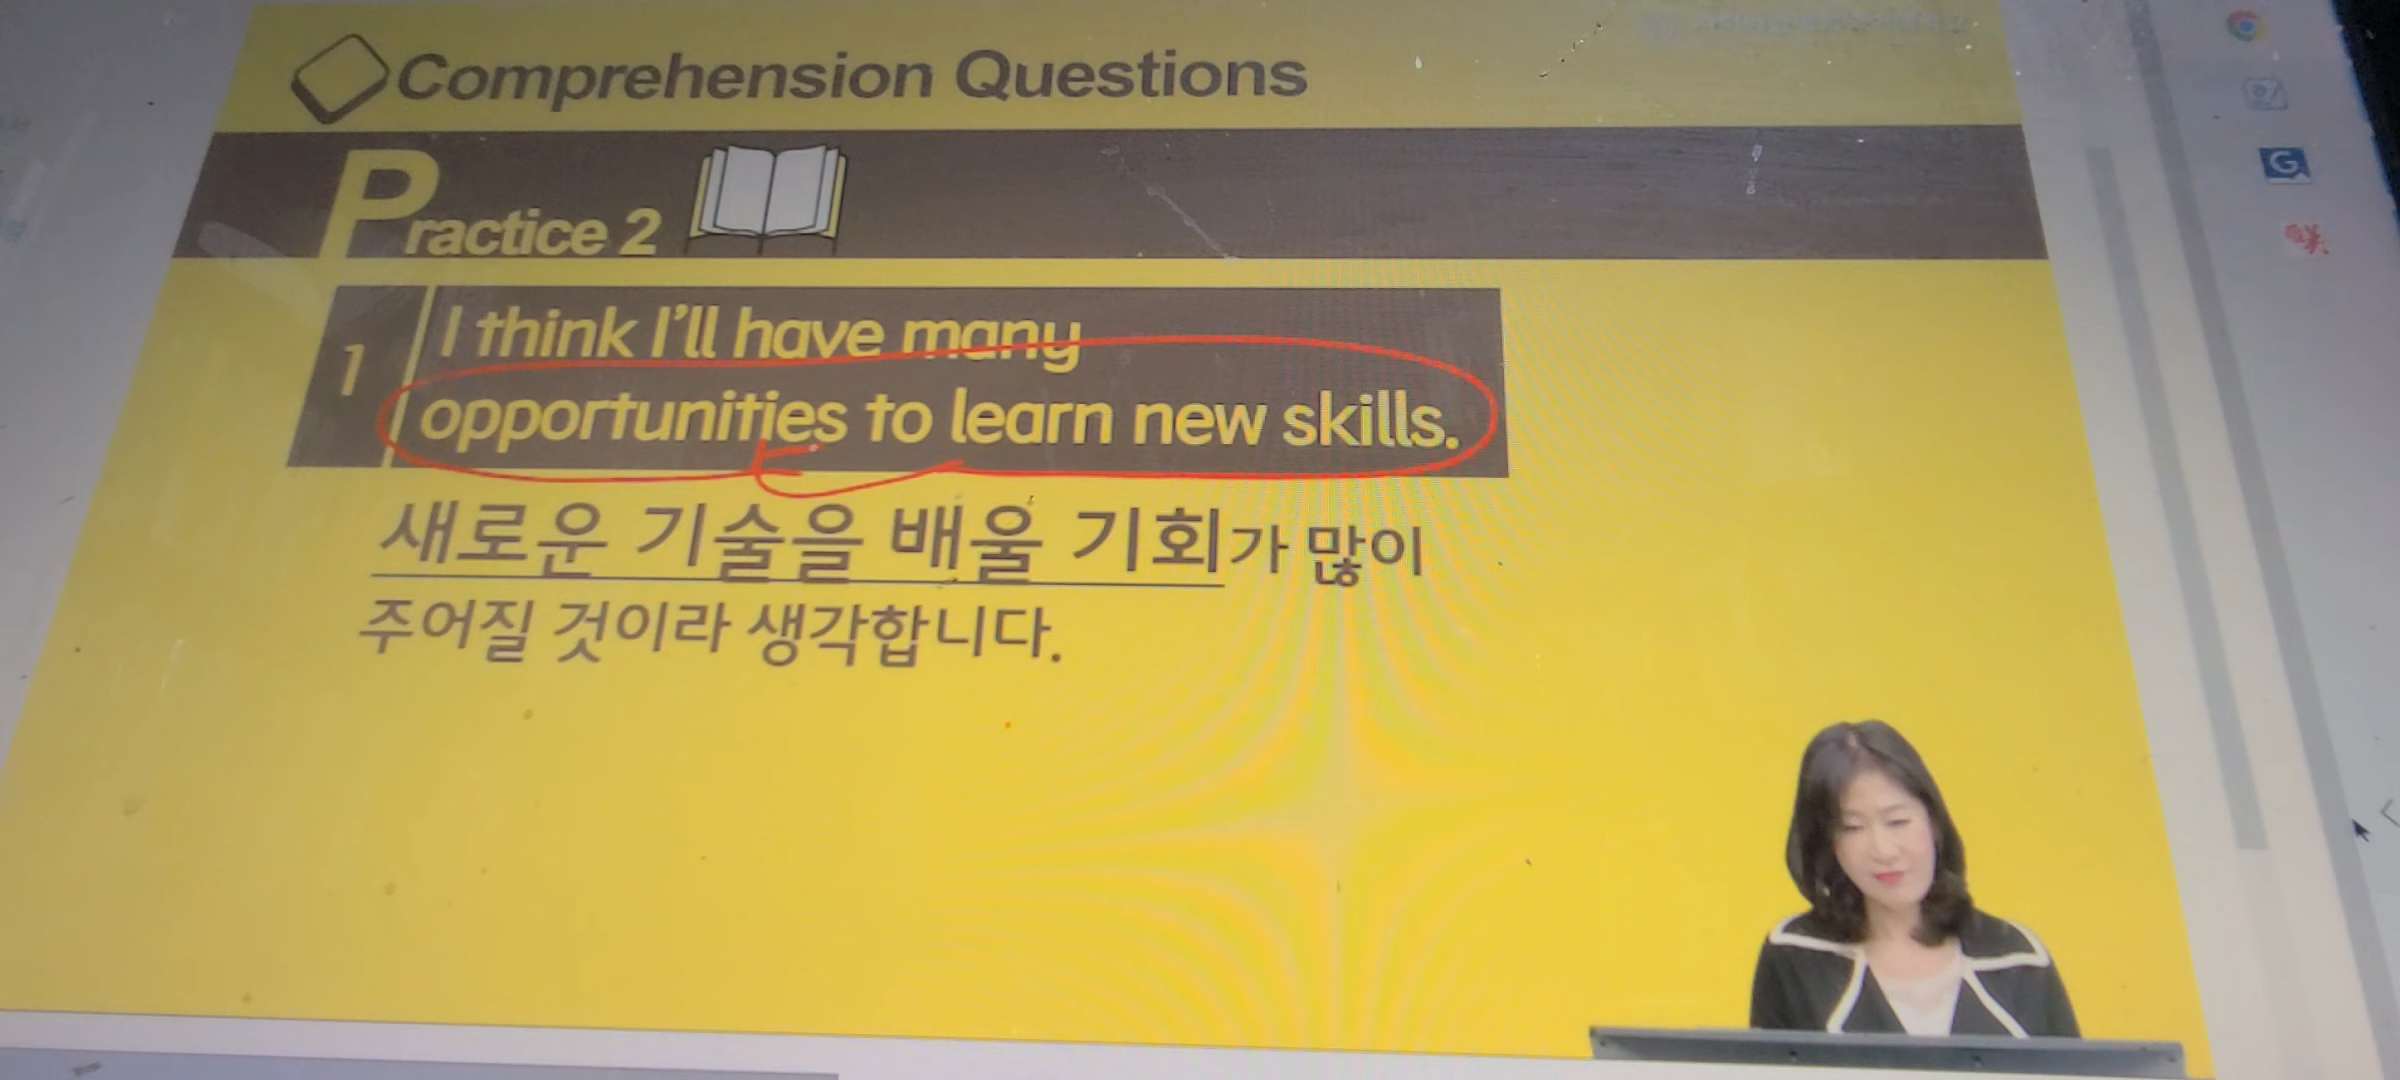 Comprehension Questions
Practice 2
1
I think I'll have many
opportunities to learn new skills.
새로운 기술을 배울 기회가 많이
주어질 것이라 생각합니다.
G